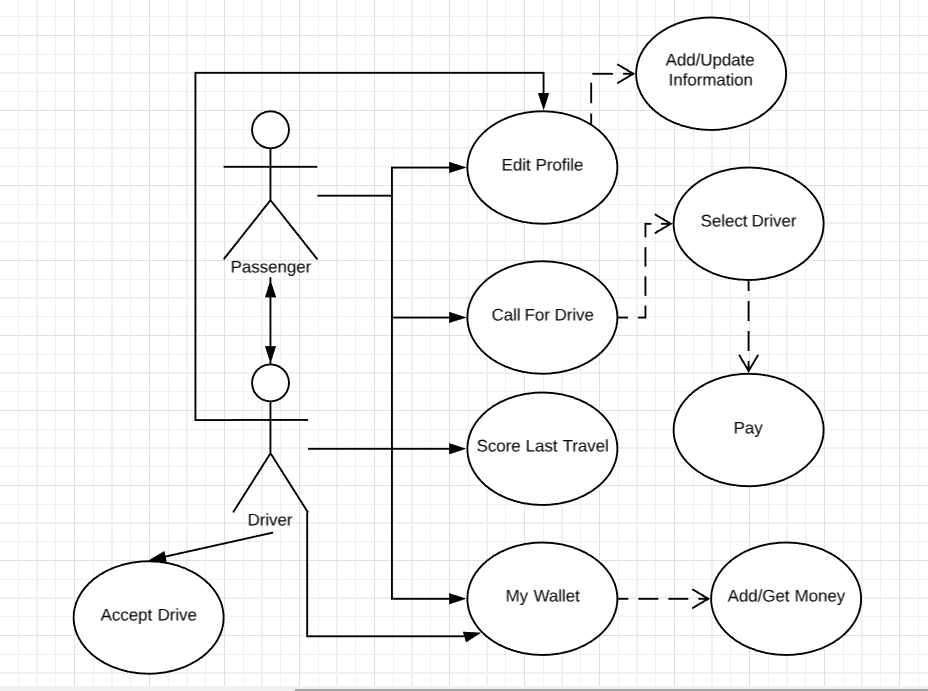 Add/Update
Information
Edit Profile
Select Driver
Passenger
Call For Drive
Pay
Score Last Travel
Driver
My Wallet
Add/Get Money
Accept Drive